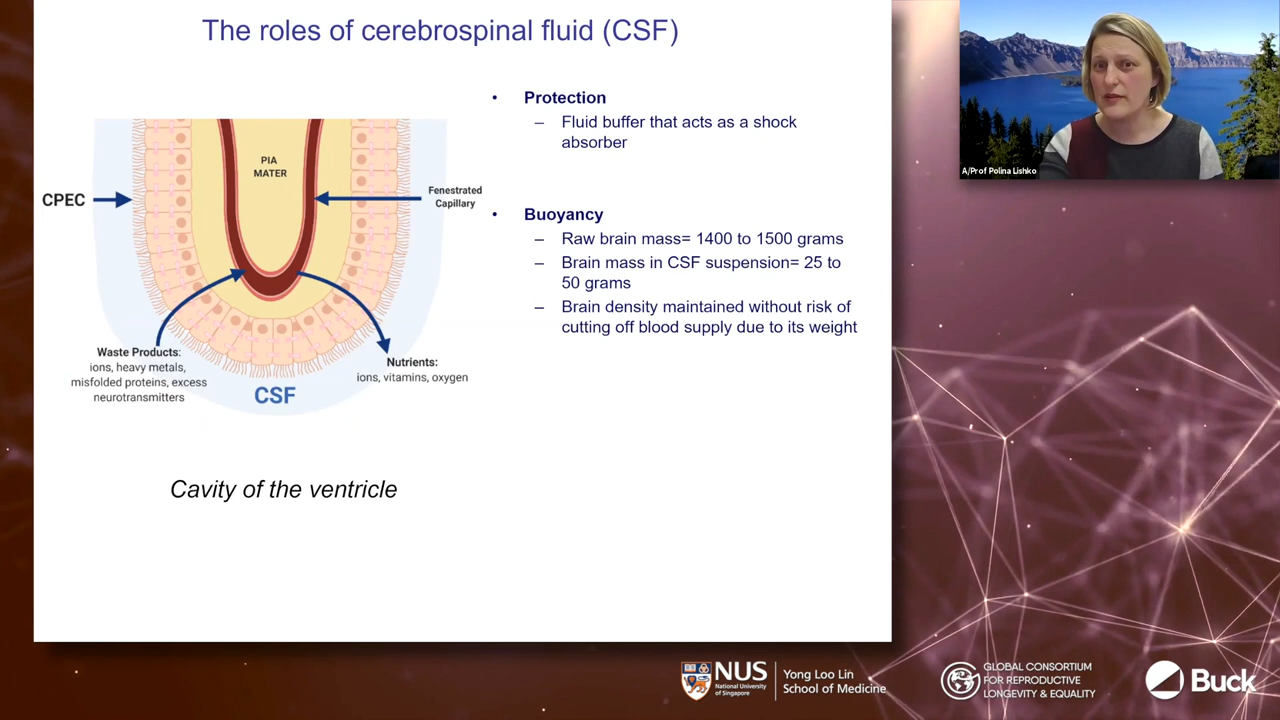 The roles of cerebrospinal fluid (CSF)
PIA
MATER
CPEC
Fenestrated
Capillary
Waste Products:
ions, heavy metals,
misfolded proteins, excess
neurotransmitters
Nutrients:
ions, vitamins, oxygen
CSF
Cavity of the ventricle
• Protection
– Fluid buffer that acts as a shock
absorber
• Buoyancy
– Raw brain mass= 1400 to 1500 grams
– Brain mass in CSF suspension= 25 to
50 grams
– Brain density maintained without risk of
cutting off blood supply due to its weight
A/Prof Polina Lishko
NUS
National University
of Singapore
Yong Loo Lin
School of Medicine
GLOBAL CONSORTIUM
FOR REPRODUCTIVE
LONGEVITY & EQUALITY
Buck